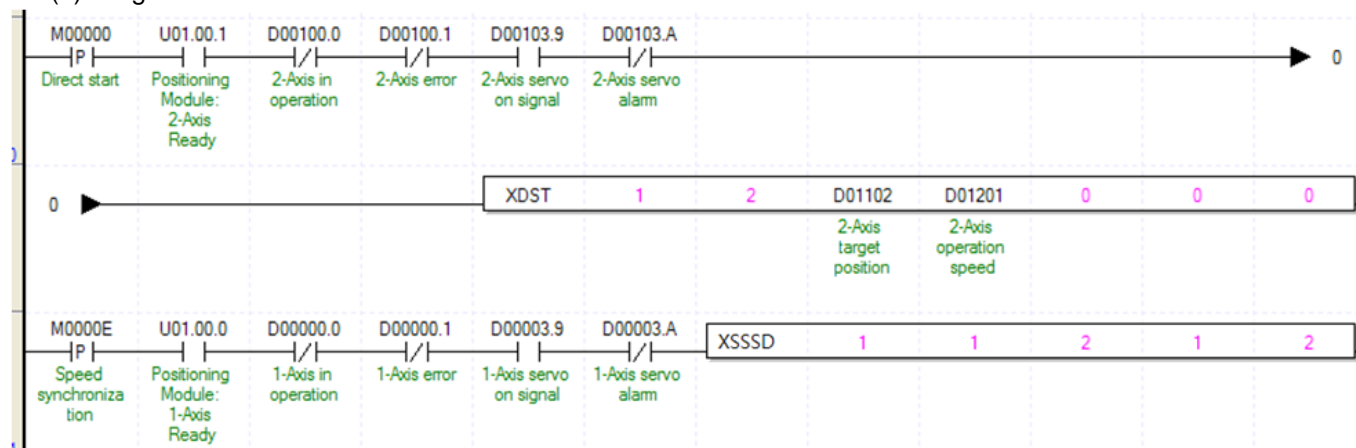 M00000 U01.00.1 D00100.0 D00100.1 D00103.9 D00103.A
P
0
Direct start Positioning 2-Axis in 2-Axis error 2-Axis servo 2-Axis servo
Module: operation on signal alarm
2-Axis
Ready
0 XDST 1 2 D01102 D01201 0 0 0
2-Axis 2-Axis
target operation
position speed
M0000E U01.00.0 D00000.0 D00000.1 D00003.9 D00003.A
P
XSSSD 1 1 2 1 2
Speed Positioning 1-Axis in 1-Axis error 1-Axis servo 1-Axis servo
synchroniza Module: operation on signal alarm
tion 1-Axis
Ready